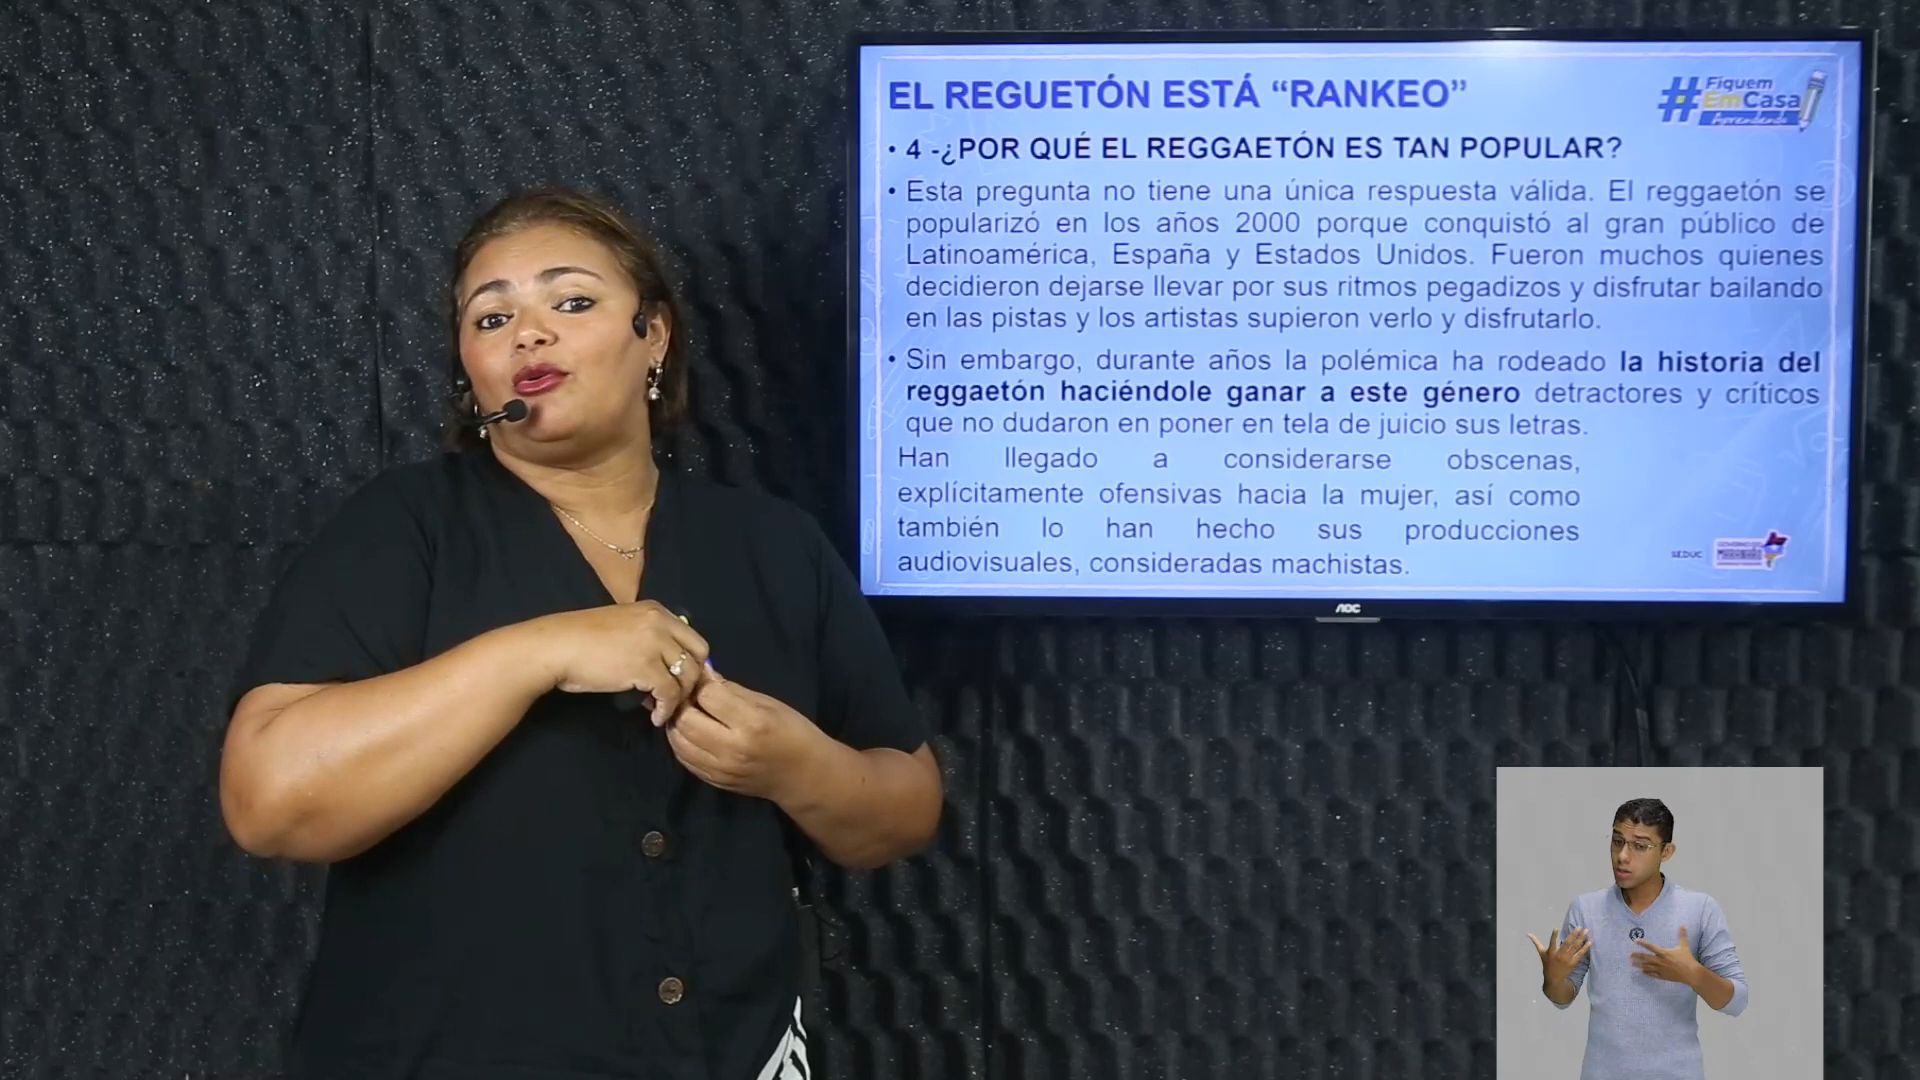 EL REGUETÓN ESTÁ “RANKEO”
#Fiquem
EmCasa
Aprendendo
• 4 -¿POR QUÉ EL REGGAETÓN ES TAN POPULAR?
• Esta pregunta no tiene una única respuesta válida. El reggaetón se
popularizó en los años 2000 porque conquistó al gran público de
Latinoamérica, España y Estados Unidos. Fueron muchos quienes
decidieron dejarse llevar por sus ritmos pegadizos y disfrutar bailando
en las pistas y los artistas supieron verlo y disfrutarlo.
• Sin embargo, durante años la polémica ha rodeado la historia del
reggaetón haciéndole ganar a este género detractores y críticos
que no dudaron en poner en tela de juicio sus letras.
Han llegado a considerarse obscenas,
explícitamente ofensivas hacia la mujer, así como
también lo han hecho sus producciones
audiovisuales, consideradas machistas.
SEDUC
AOC